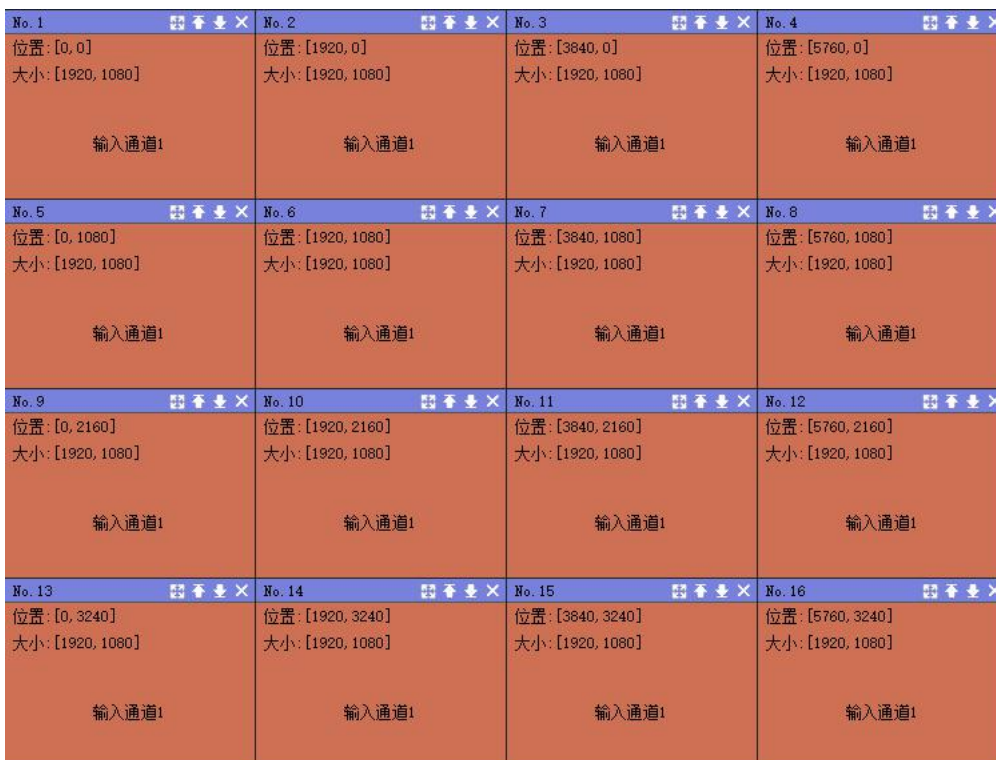 No. 1
位置:[0, 0]
大小:[1920, 1080]
输入通道1
No. 2
位置:[1920, 0]
大小:[1920, 1080]
输入通道1
No. 3
位置:[3840, 0]
大小:[1920, 1080]
输入通道1
No. 4
位置:[5760, 0]
大小:[1920, 1080]
输入通道1
No. 5
位置:[0, 1080]
大小:[1920, 1080]
输入通道1
No. 6
位置:[1920, 1080]
大小:[1920, 1080]
输入通道1
No. 7
位置:[3840, 1080]
大小:[1920, 1080]
输入通道1
No. 8
位置:[5760, 1080]
大小:[1920, 1080]
输入通道1
No. 9
位置:[0, 2160]
大小:[1920, 1080]
输入通道1
No. 10
位置:[1920, 2160]
大小:[1920, 1080]
输入通道1
No. 11
位置:[3840, 2160]
大小:[1920, 1080]
输入通道1
No. 12
位置:[5760, 2160]
大小:[1920, 1080]
输入通道1
No. 13
位置:[0, 3240]
大小:[1920, 1080]
输入通道1
No. 14
位置:[1920, 3240]
大小:[1920, 1080]
输入通道1
No. 15
位置:[3840, 3240]
大小:[1920, 1080]
输入通道1
No. 16
位置:[5760, 3240]
大小:[1920, 1080]
输入通道1